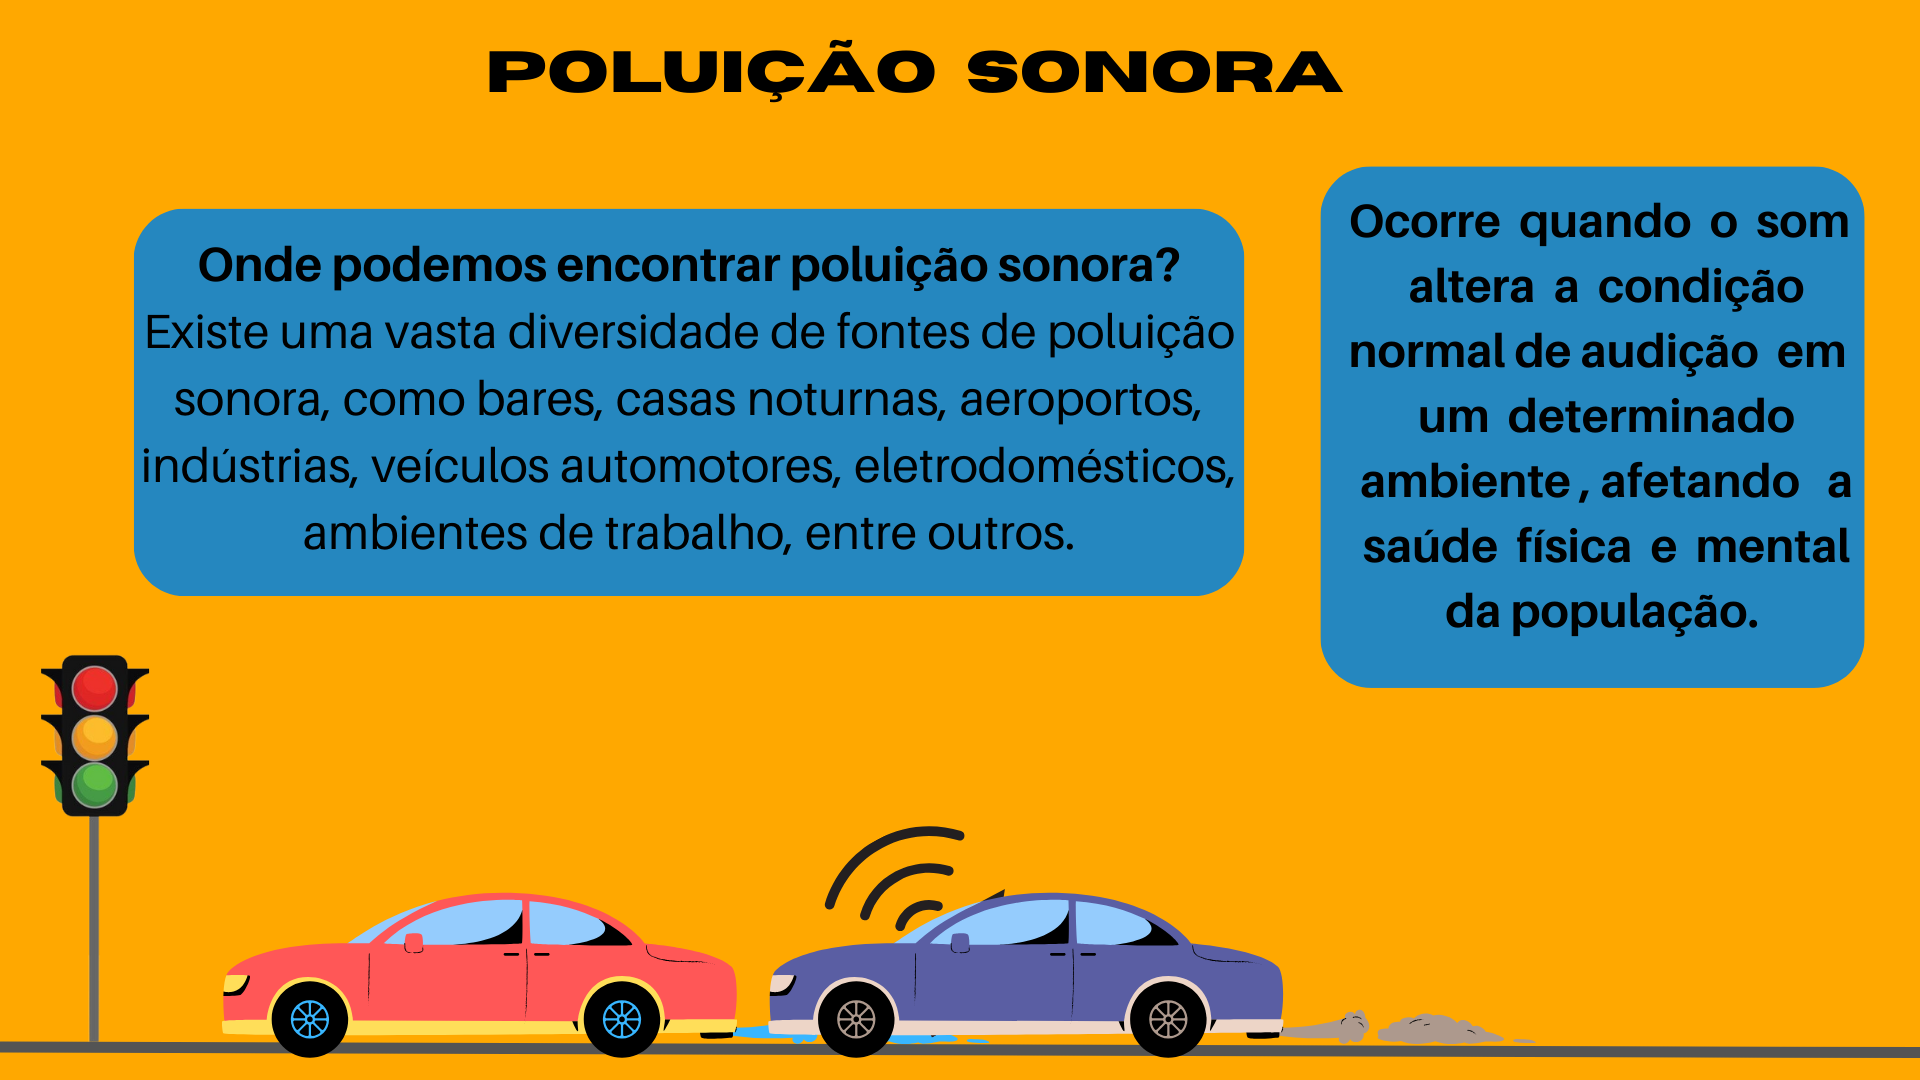 POLUIÇÃO SONORA
Onde podemos encontrar poluição sonora?
Existe uma vasta diversidade de fontes de poluição
sonora, como bares, casas noturnas, aeroportos,
indústrias, veículos automotores, eletrodomésticos,
ambientes de trabalho, entre outros.
Ocorre quando o som
altera a condição
normal de audição em
um determinado
ambiente , afetando a
saúde física e mental
da população.